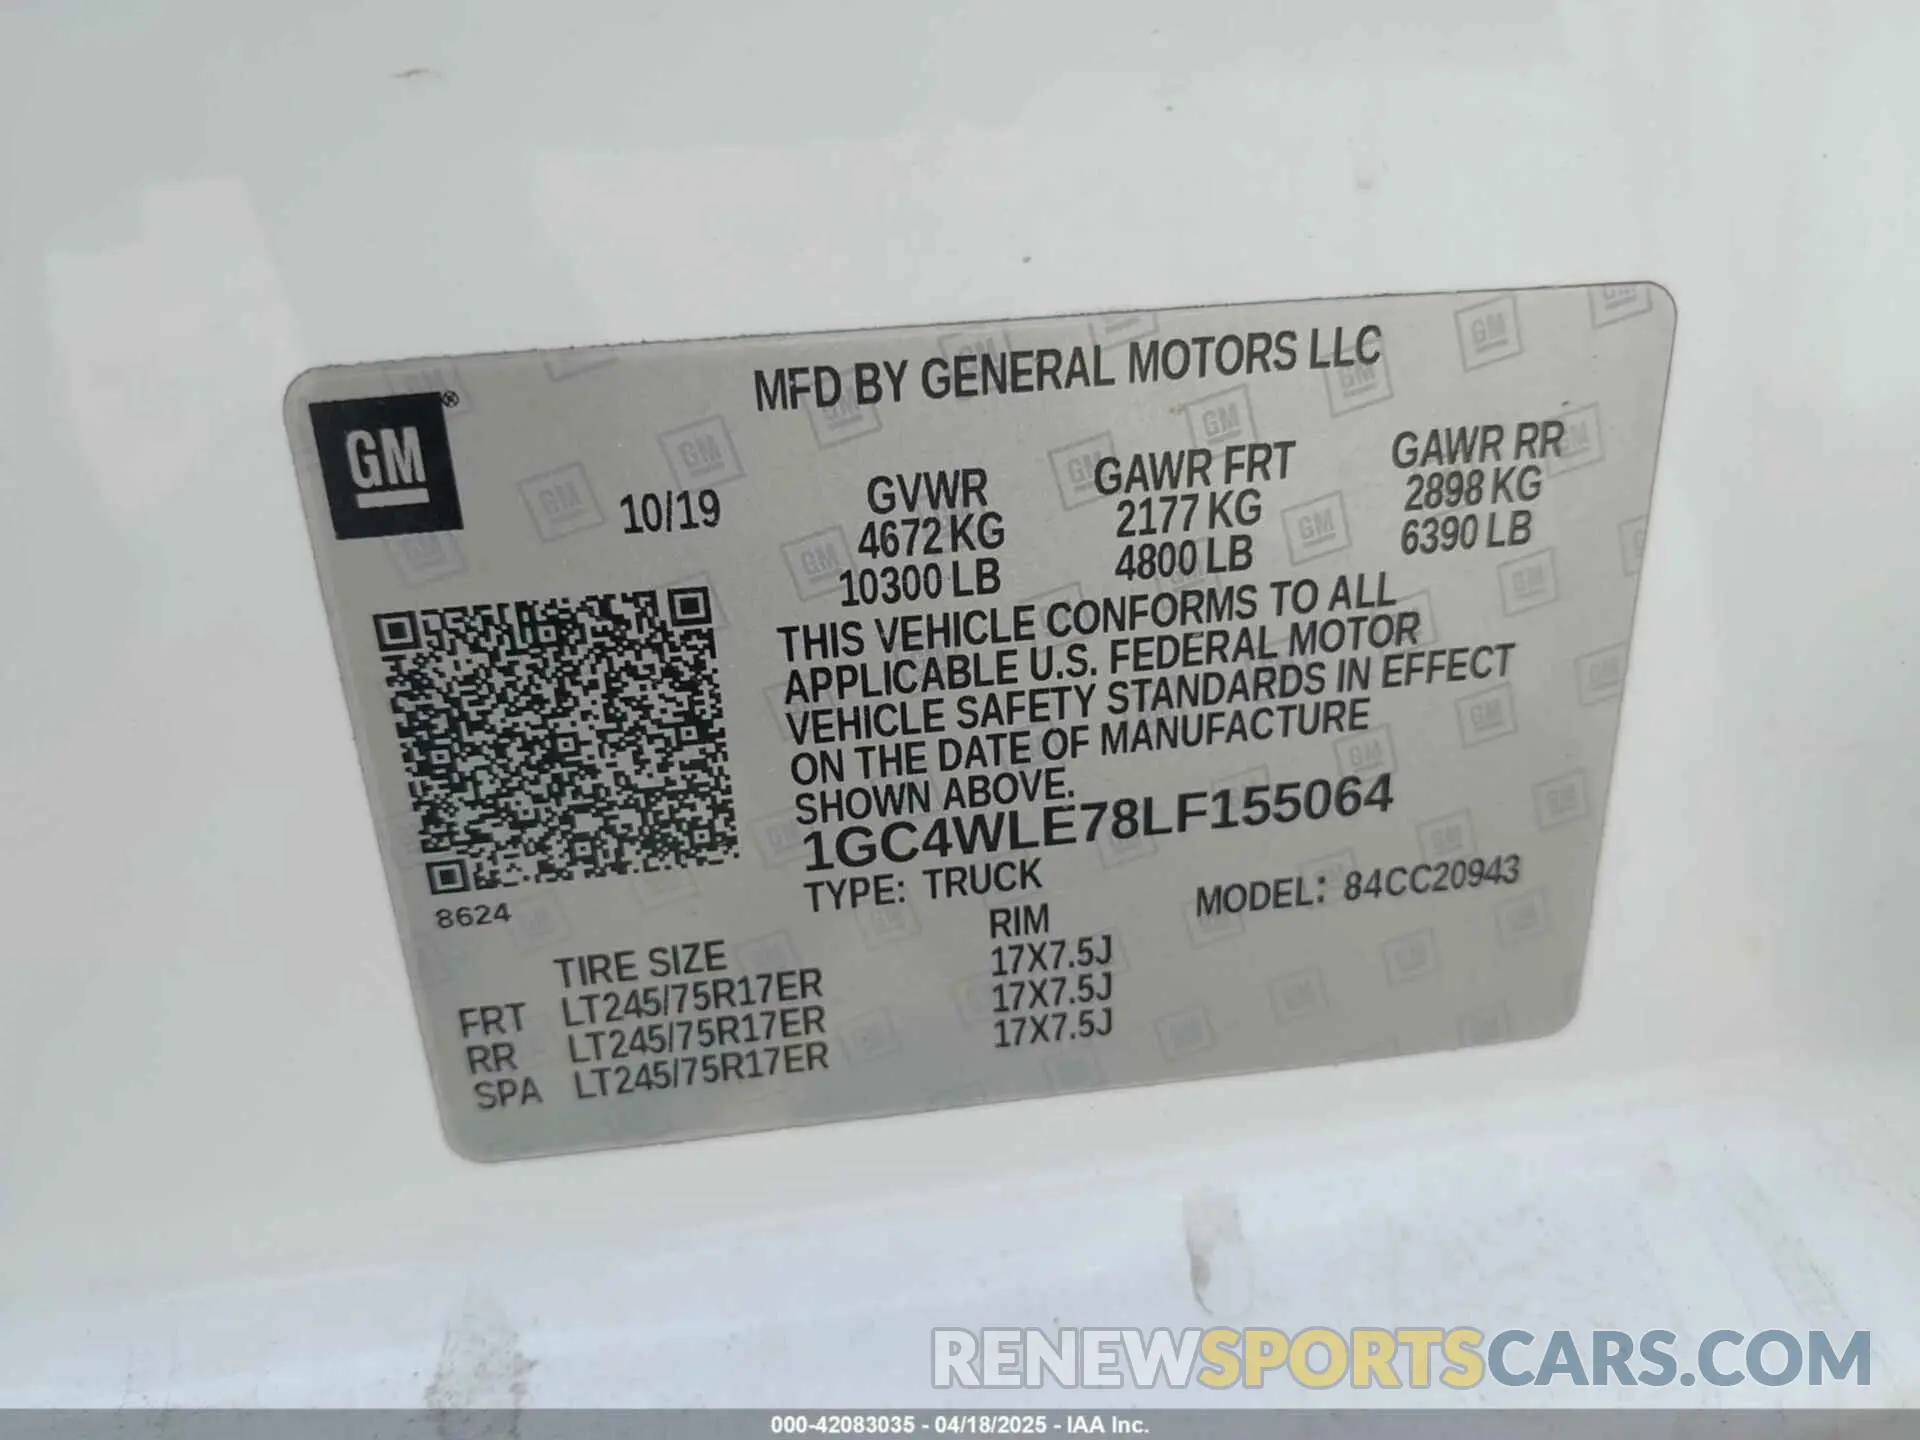 MFD BY GENERAL MOTORS LLC
GM®
10/19
GVWR
4672 KG
10300 LB
GAWR FRT
2177 KG
4800 LB
GAWR RR
2898 KG
6390 LB
THIS VEHICLE CONFORMS TO ALL
APPLICABLE U.S. FEDERAL MOTOR
VEHICLE SAFETY STANDARDS IN EFFECT
ON THE DATE OF MANUFACTURE
SHOWN ABOVE.
1GC4WLE78LF155064
TYPE: TRUCK
MODEL: 84CC20943
8624
TIRE SIZE RIM
FRT LT245/75R17ER 17X7.5J
RR LT245/75R17ER 17X7.5J
SPA LT245/75R17ER 17X7.5J
RENEWSPORTSCARS.COM
000-42083035 - 04/18/2025 - IAA Inc.